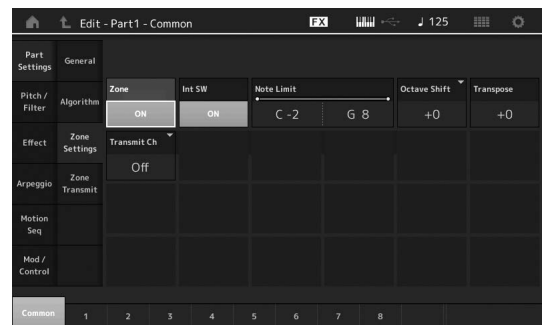 Edit - Part1 - Common
FX
♩ 125
Part Settings
General
Pitch / Filter
Algorithm
Zone
Int SW
Note Limit
Octave Shift
Transpose
ON
ON
C -2
G 8
+0
+0
Effect
Zone Settings
Transmit Ch
Off
Arpeggio
Zone Transmit
Motion Seq
Mod / Control
Common
1
2
3
4
5
6
7
8